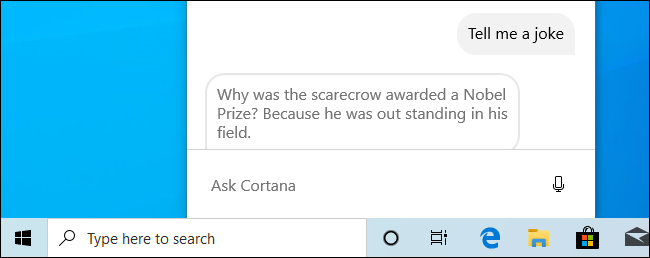 Tell me a joke
Why was the scarecrow awarded a Nobel
Prize? Because he was out standing in his
field.
Ask Cortana
Type here to search